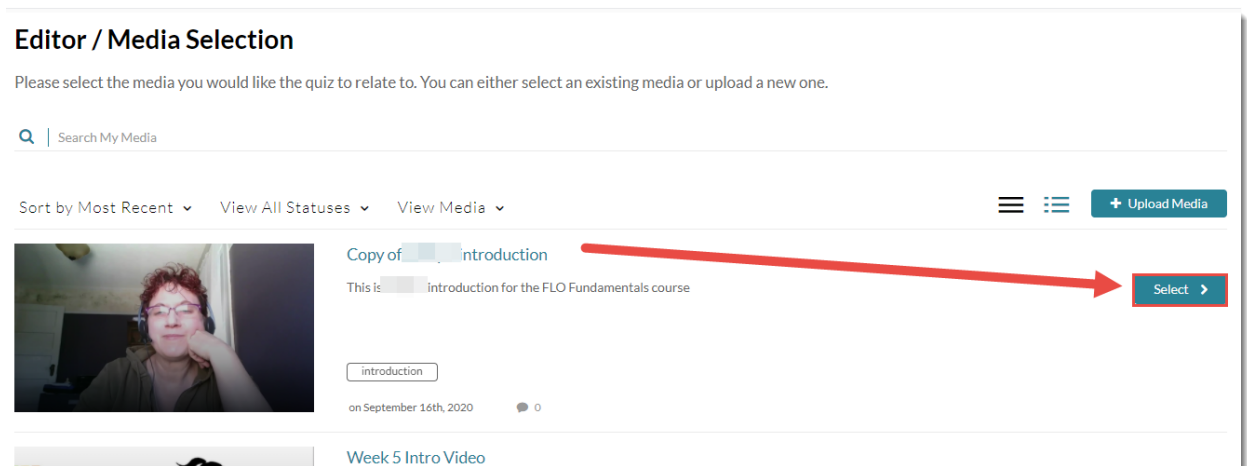 Editor / Media Selection
Please select the media you would like the quiz to relate to. You can either select an existing media or upload a new one.
Search My Media
Sort by Most Recent View All Statuses View Media + Upload Media
Copy of introduction
This is introduction for the FLO Fundamentals course
Select >
introduction
on September 16th, 2020 0
Week 5 Intro Video